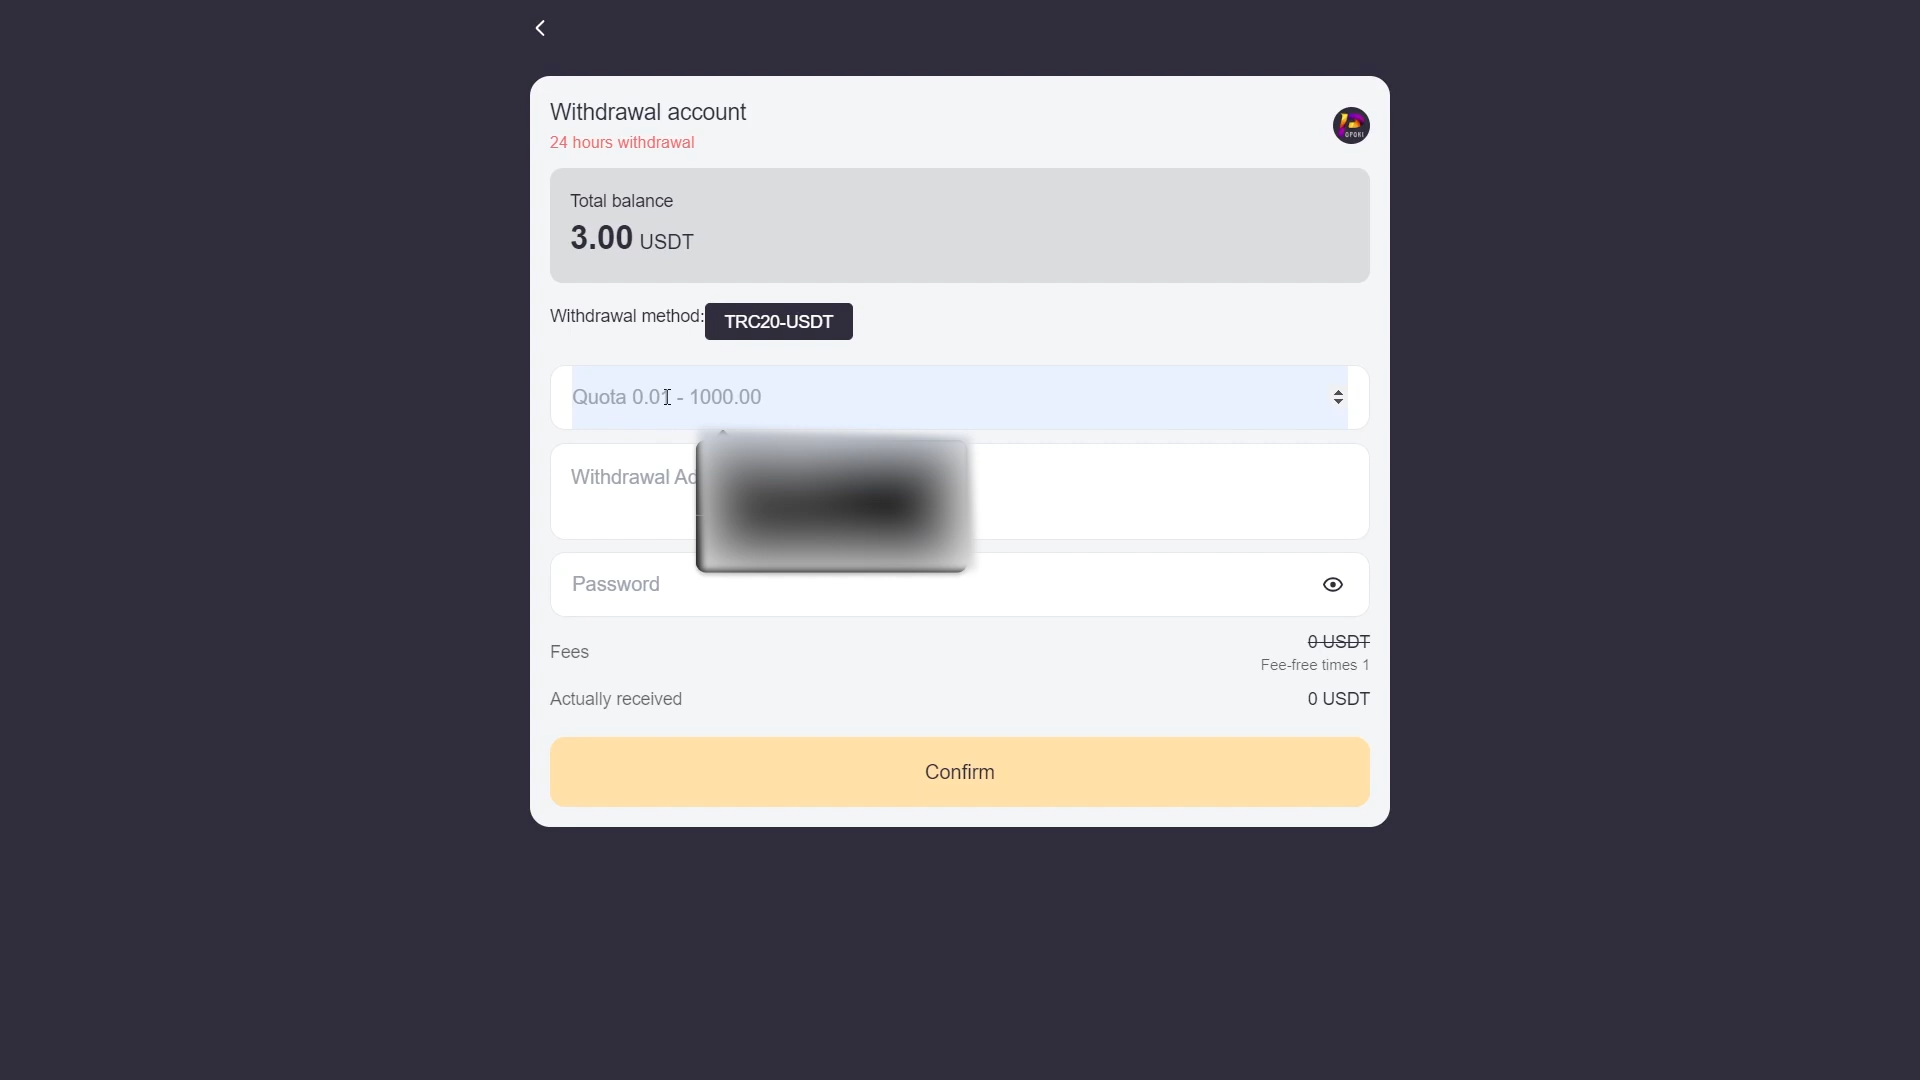 Withdrawal account
24 hours withdrawal
OPOKI
Total balance
3.00 USDT
Withdrawal method: TRC20-USDT
Quota 0.01 - 1000.00
Withdrawal
Password
0 USDT
Fees
Fee-free times 1
Actually received 0 USDT
Confirm